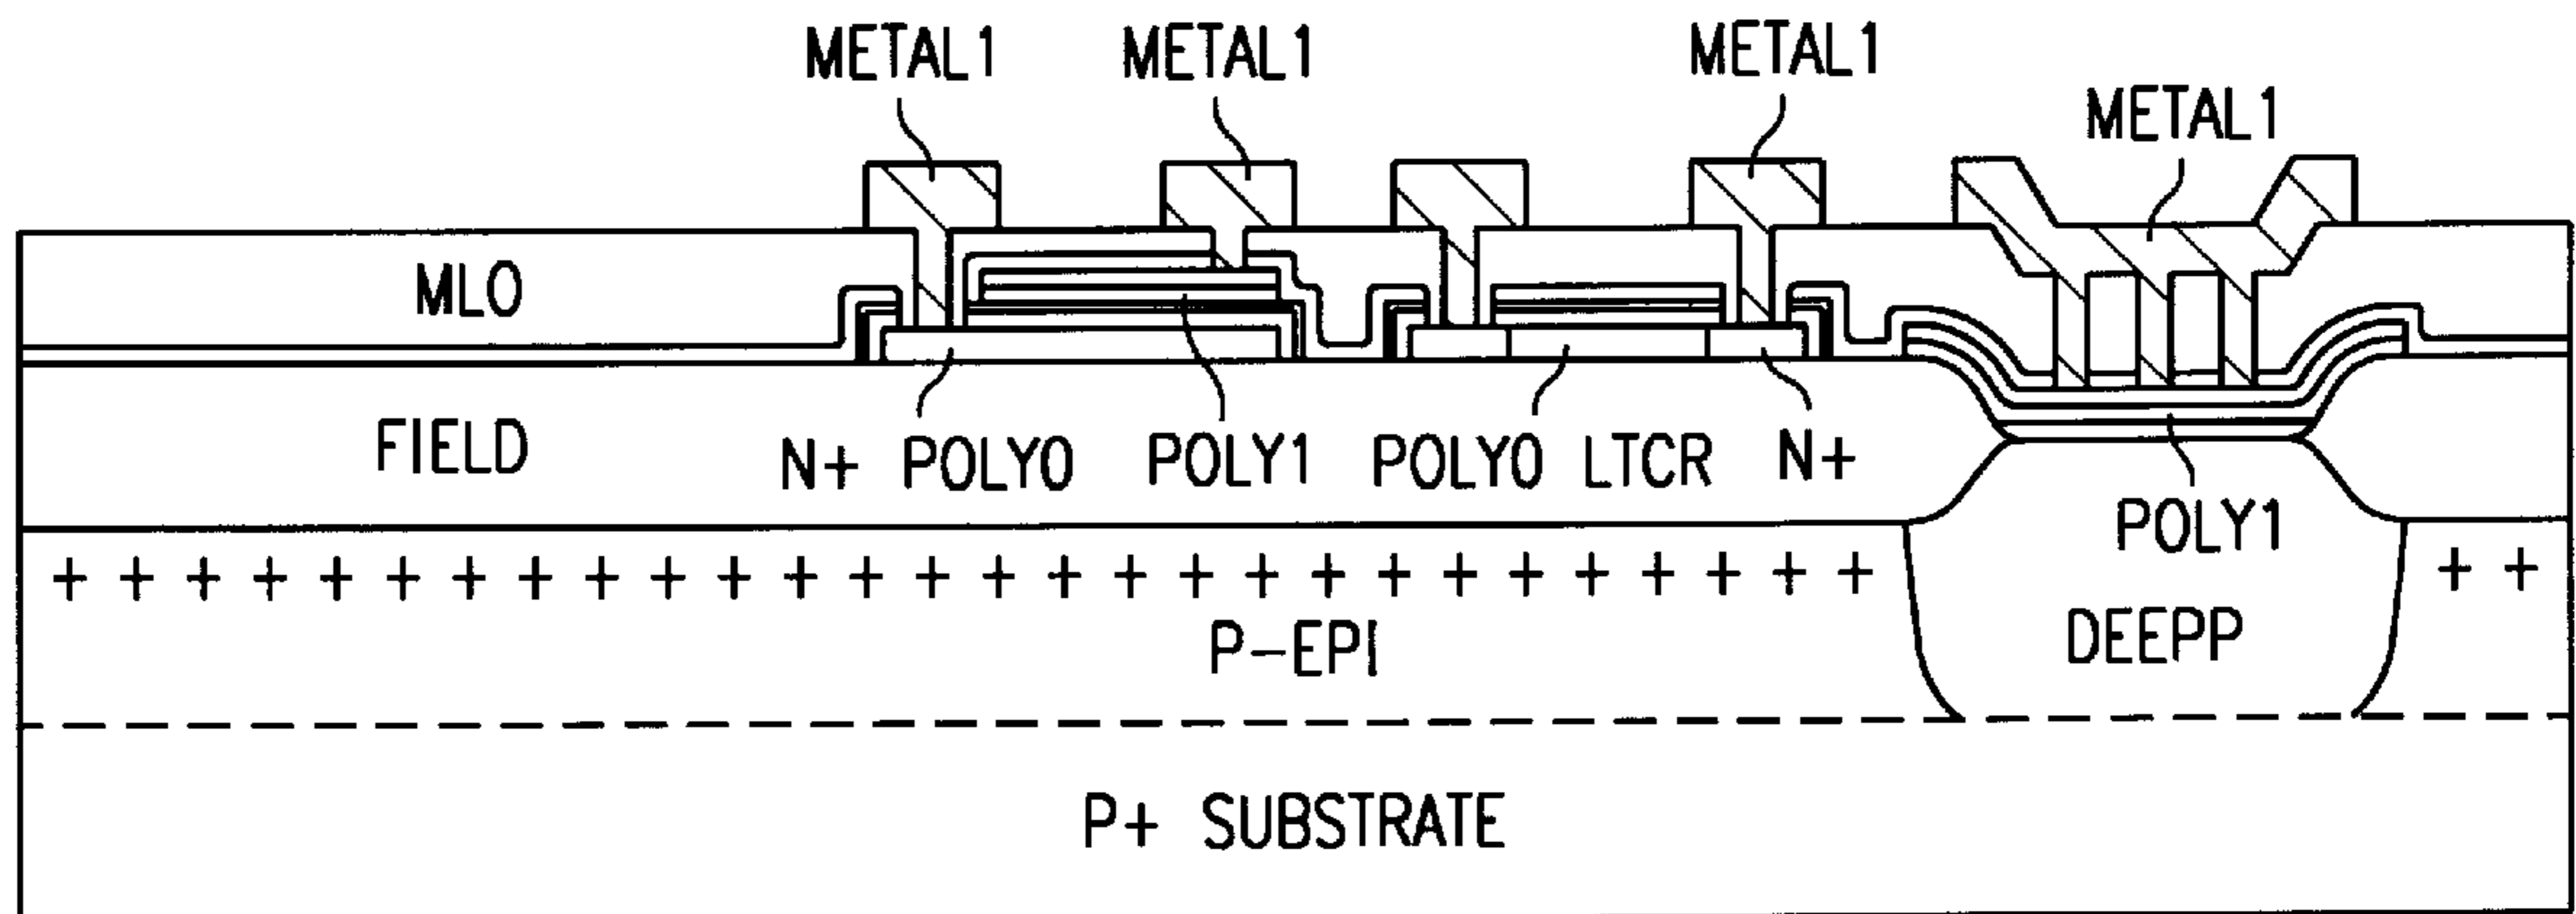 METAL1 METAL1 METAL1
METAL1
MLO
FIELD N+ POLY0 POLY1 POLY0 LTCR N+
POLY1
+ + + + + + + + + + + + + + + + + + + + + + + + + + + + + +
P-EPI DEEPP
P+ SUBSTRATE